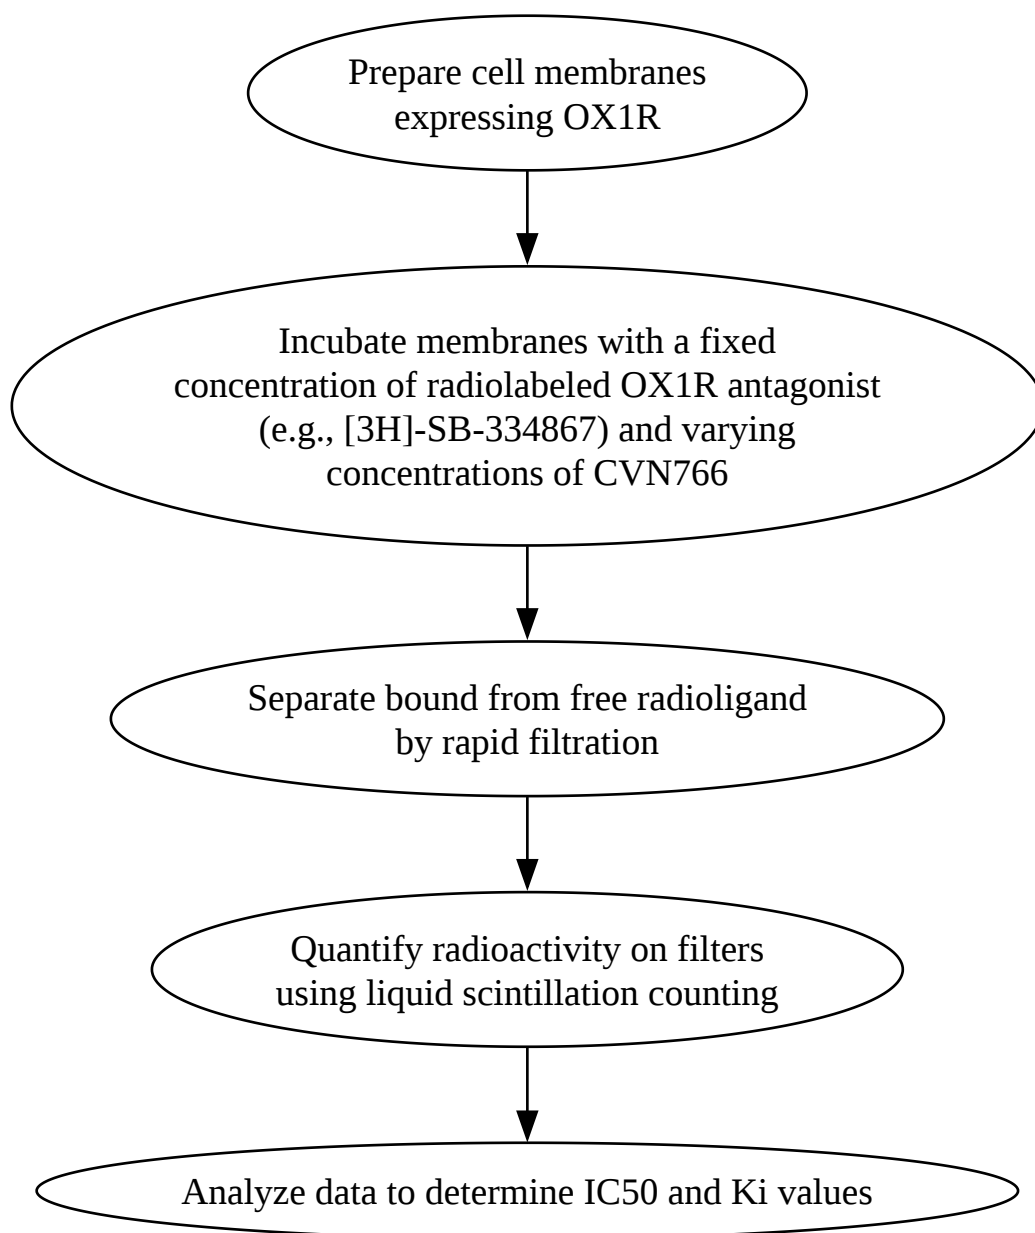 Prepare cell membranes
expressing OX1R
Incubate membranes with a fixed
concentration of radiolabeled OX1R antagonist
(e.g., [3H]-SB-334867) and varying
concentrations of CVN766
Separate bound from free radioligand
by rapid filtration
Quantify radioactivity on filters
using liquid scintillation counting
Analyze data to determine IC50 and Ki values